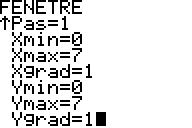 FENETRE
↑Pas=1
Xmin=0
Xmax=7
Xgrad=1
Ymin=0
Ymax=7
Ygrad=1